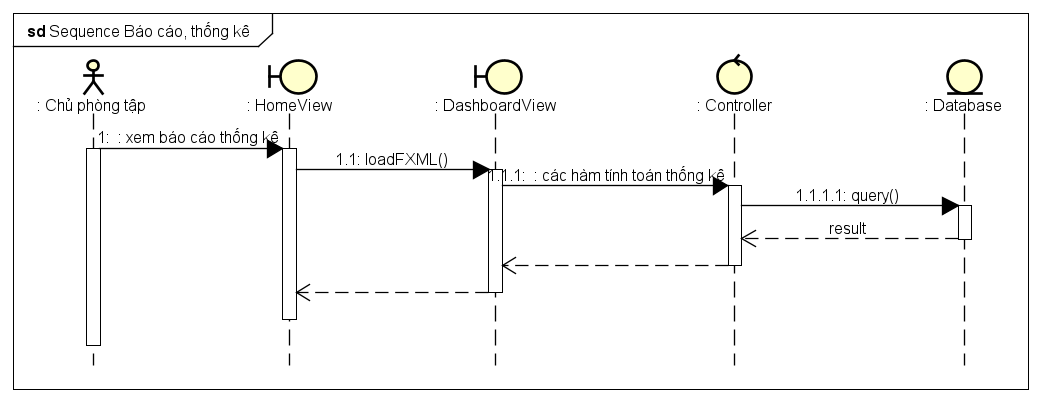 sd Sequence Báo cáo, thống kê
: Chủ phòng tập
: HomeView
: DashboardView
: Controller
: Database
1: : xem báo cáo thống kê
1.1: loadFXML()
1.1.1: : các hàm tính toán thống kê
1.1.1.1: query()
result